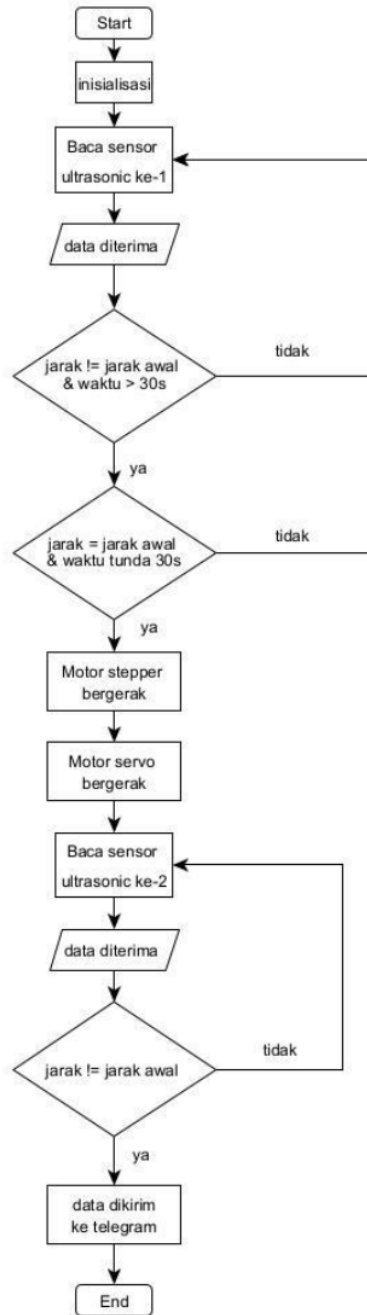 Start
inisialisasi
Baca sensor
ultrasonic ke-1
data diterima
jarak != jarak awal
& waktu > 30s
tidak
ya
jarak = jarak awal
& waktu tunda 30s
tidak
ya
Motor stepper
bergerak
Motor servo
bergerak
Baca sensor
ultrasonic ke-2
data diterima
jarak != jarak awal
tidak
ya
data dikirim
ke telegram
End